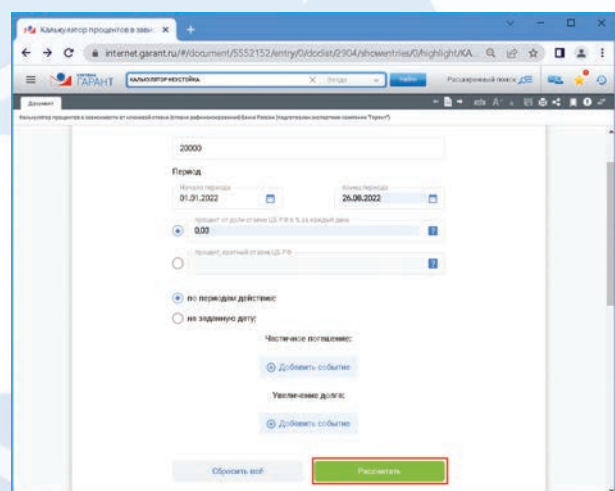 Калькулятор процентов в зави
internet.garant.ru/#/document/5552152/entry/0/doclist/2904/showentries/0/highlight/КА...
система ГАРАНТ
КАЛЬКУЛЯТОР НЕУСТОЙКА
Везде
Найти
Расширенный поиск
Документ
Калькулятор процентов в зависимости от ключевой ставки (ставки рефинансирования) Банка России (подготовлен экспертами компании "Гарант")
20000
Период
Начало периода
01.01.2022
Конец периода
26.08.2022
процент от доли ставки ЦБ РФ в % за каждый день
0,03
процент, кратный ставке ЦБ РФ
по периодам действия;
на заданную дату;
Частичное погашение:
Добавить событие
Увеличение долга:
Добавить событие
Сбросить всё
Рассчитать